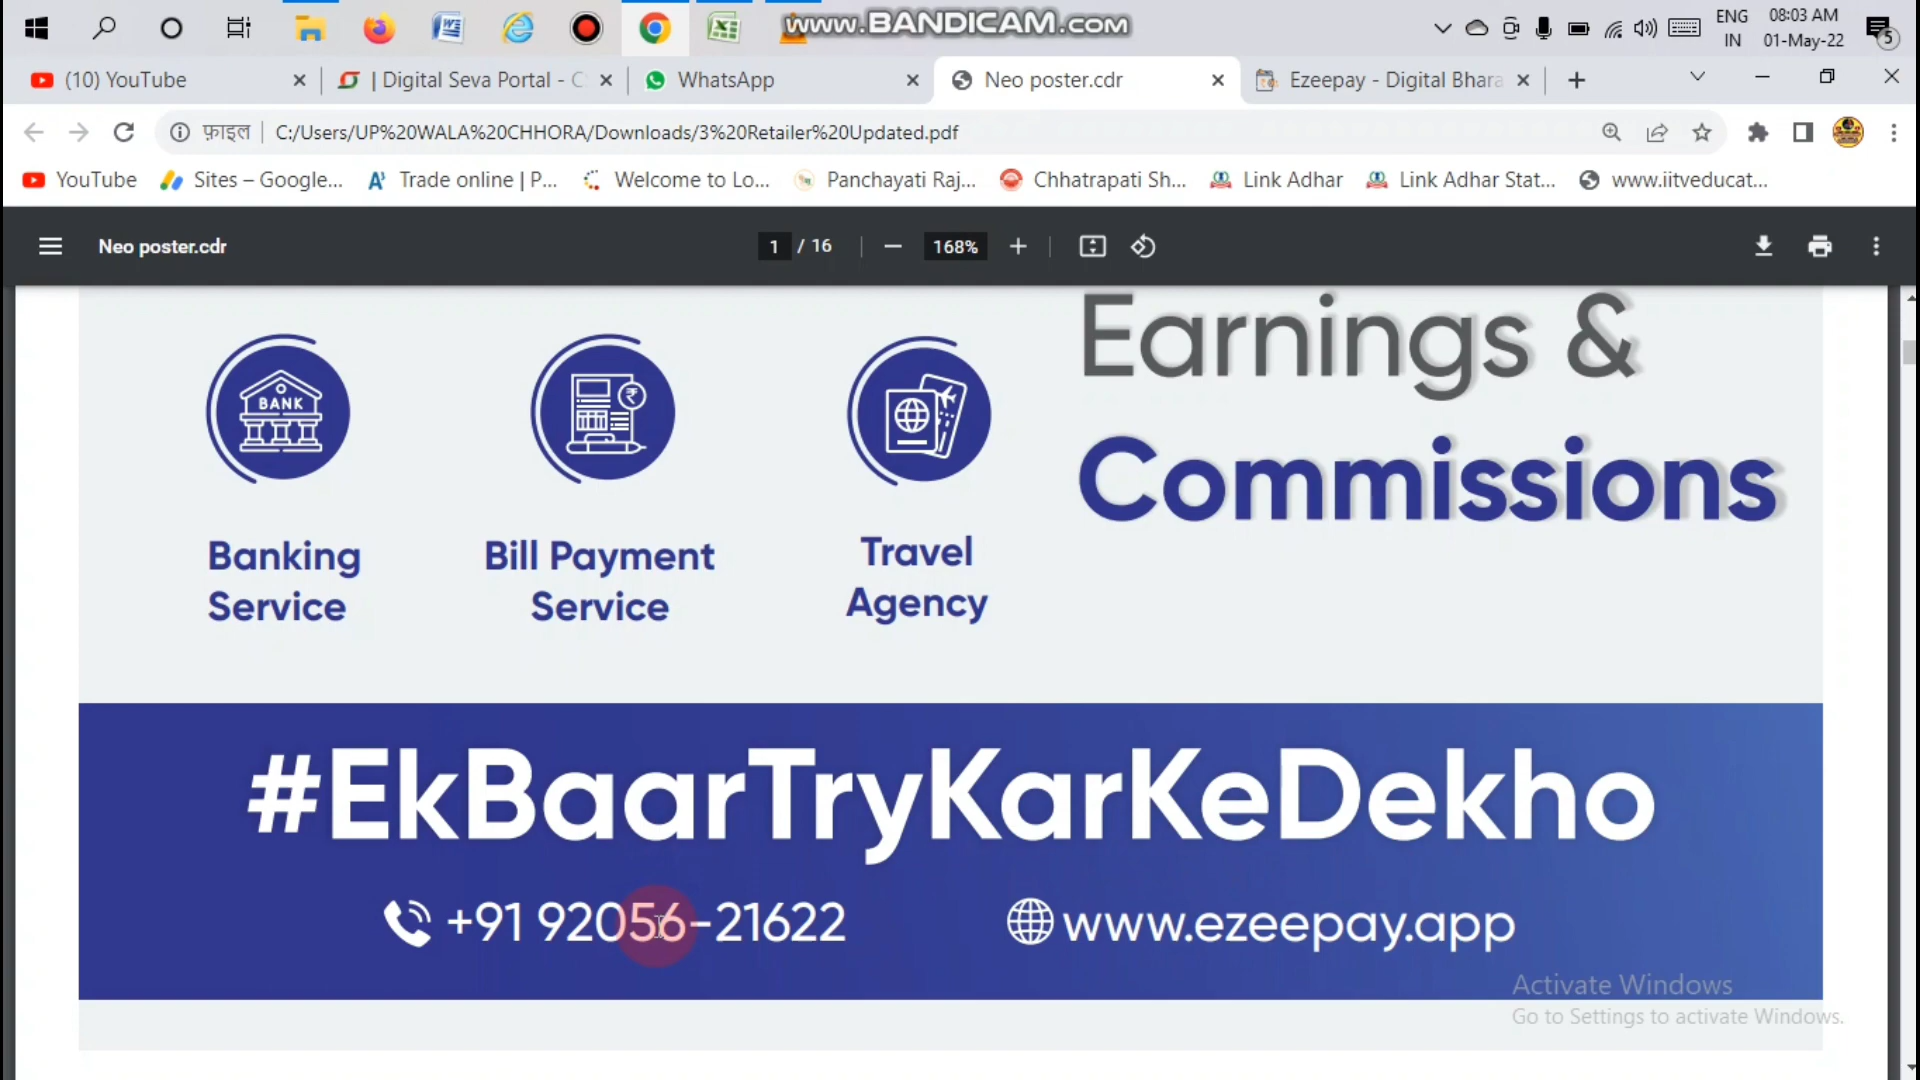 www.BANDICAM.com
ENG
IN
08:03 AM
01-May-22
5
(10) YouTube
| Digital Seva Portal - C
WhatsApp
Neo poster.cdr
Ezeepay - Digital Bhara
फ़ाइल
C:/Users/UP%20WALA%20CHHORA/Downloads/3%20Retailer%20Updated.pdf
YouTube
Sites – Google...
Trade online | P...
Welcome to Lo...
Panchayati Raj...
Chhatrapati Sh...
Link Adhar
Link Adhar Stat...
www.iitveducat...
Neo poster.cdr
1 / 16
168%
Earnings &
Commissions
BANK
Banking
Service
Bill Payment
Service
Travel
Agency
#EkBaarTryKarKeDekho
+91 92056-21622
www.ezeepay.app
Activate Windows
Go to Settings to activate Windows.